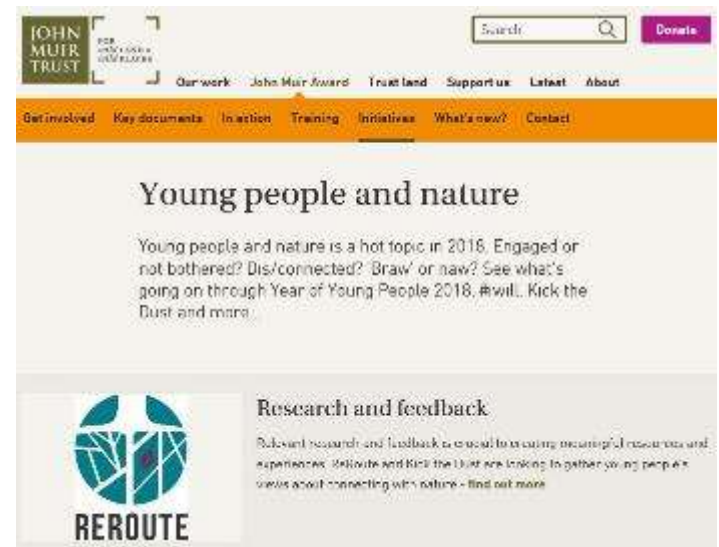 JOHN
MUIR
TRUST
FOR
WILD LAND &
WILD PLACES
Search
Donate
Our work John Muir Award Trust land Support us Latest About
Get involved Key documents In action Training Initiatives What's new? Contact
Young people and nature
Young people and nature is a hot topic in 2018. Engaged or
not bothered? Dis/connected? 'Braw' or naw? See what's
going on through Year of Young People 2018, #iwill, Kick the
Dust and more.
Research and feedback
Relevant research and feedback is crucial to creating meaningful resources and
experiences. ReRoute and Kick the Dust are looking to gather young people's
views about connecting with nature - find out more
REROUTE